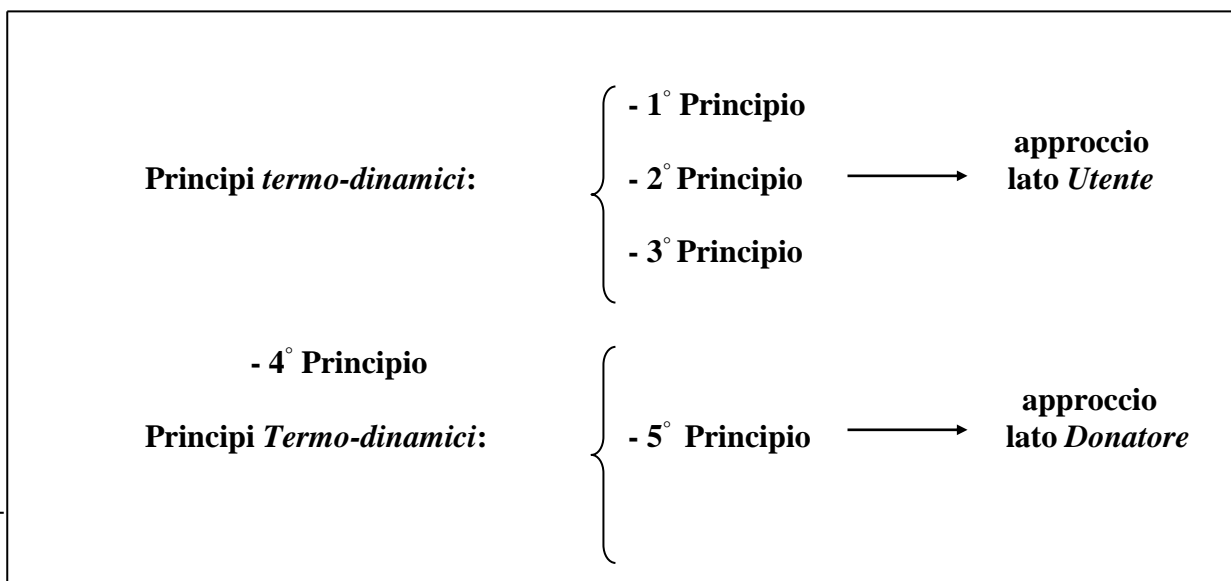 - 1° Principio
approccio
Principi termo-dinamici:
- 2° Principio
lato Utente
- 3° Principio
- 4° Principio
approccio
Principi Termo-dinamici:
- 5° Principio
lato Donatore